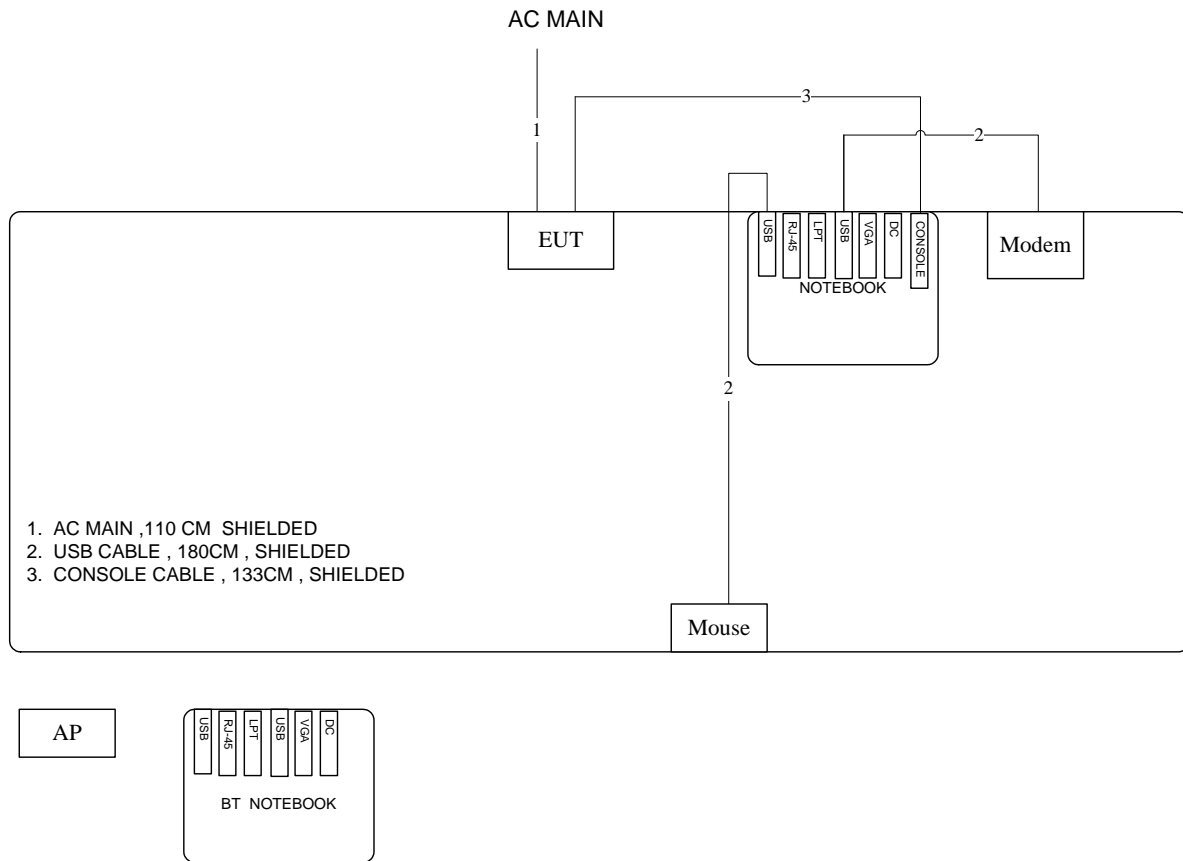 AC MAIN
3
1
2
EUT
USB
RJ-45
LPT
USB
VGA
DC
CONSOLE
Modem
NOTEBOOK
2
1. AC MAIN ,110 CM SHIELDED
2. USB CABLE , 180CM , SHIELDED
3. CONSOLE CABLE , 133CM , SHIELDED
Mouse
AP
USB
RJ-45
LPT
USB
VGA
DC
BT NOTEBOOK